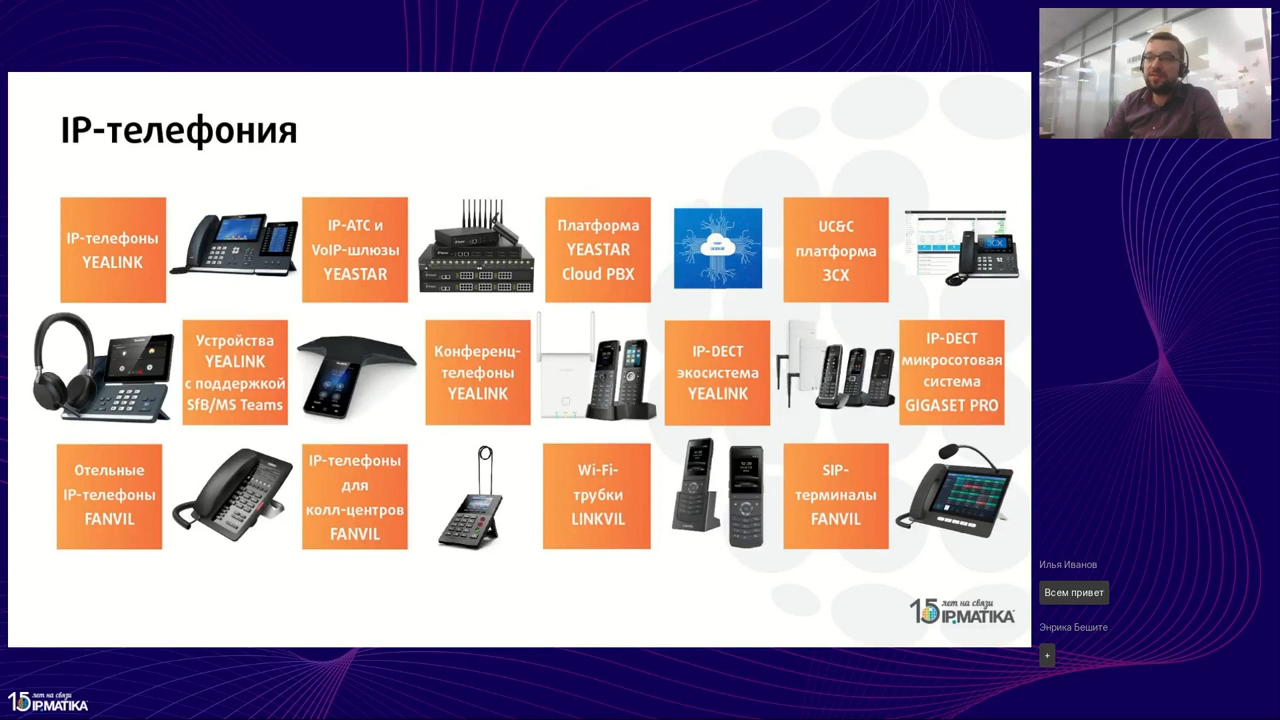 IP-телефония
IP-телефоны
YEALINK
IP-АТС и
VoIP-шлюзы
YEASTAR
Платформа
YEASTAR
Cloud PBX
UC&C
платформа
3CX
Устройства
YEALINK
с поддержкой
SfB/MS Teams
Конференц-
телефоны
YEALINK
IP-DECT
экосистема
YEALINK
IP-DECT
микросотовая
система
GIGASET PRO
Отельные
IP-телефоны
FANVIL
IP-телефоны
для
колл-центров
FANVIL
Wi-Fi-
трубки
LINKVIL
SIP-
терминалы
FANVIL
15 лет на связи
IPMATIKA
Илья Иванов
Всем привет
Энрика Бешите
+
15 лет на связи
IPMATIKA